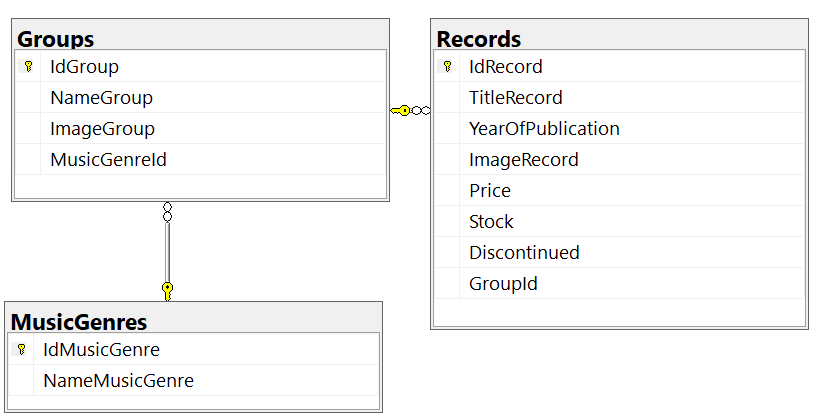 Groups
IdGroup
NameGroup
ImageGroup
MusicGenreId
Records
IdRecord
TitleRecord
YearOfPublication
ImageRecord
Price
Stock
Discontinued
GroupId
MusicGenres
IdMusicGenre
NameMusicGenre